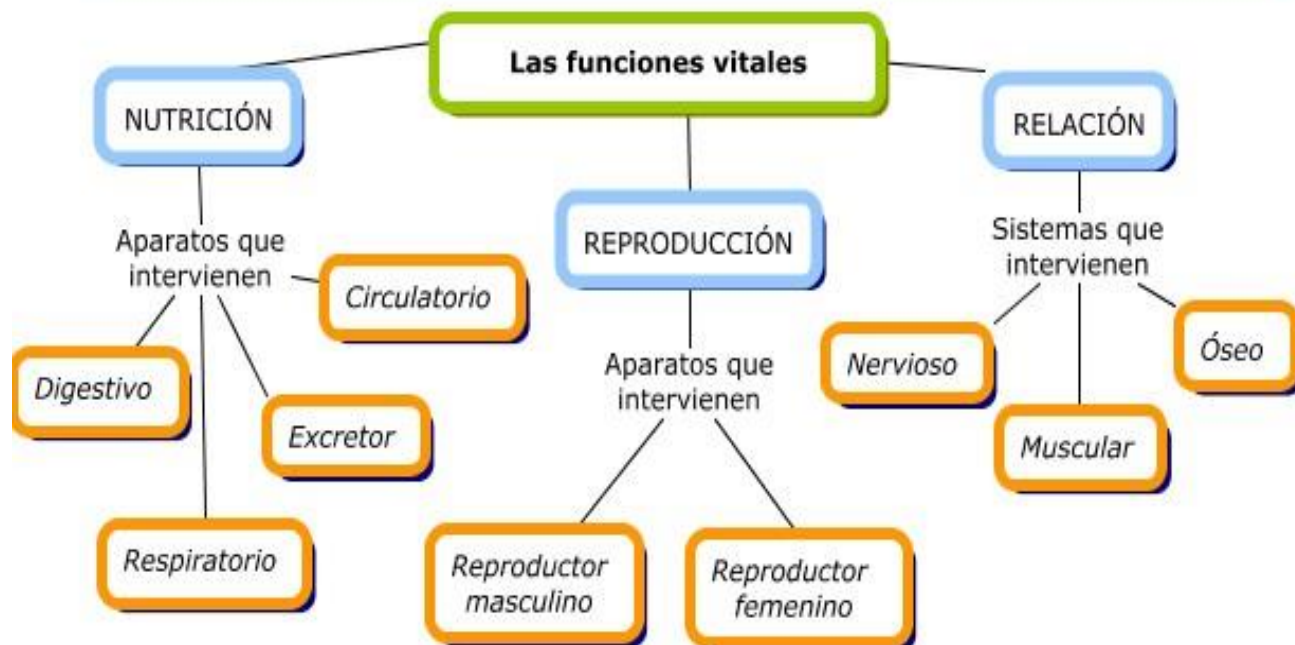 Las funciones vitales
NUTRICIÓN
Aparatos que
intervienen
Circulatorio
Digestivo
Excretor
Respiratorio
REPRODUCCIÓN
Aparatos que
intervienen
Reproductor
masculino
Reproductor
femenino
RELACIÓN
Sistemas que
intervienen
Nervioso
Óseo
Muscular